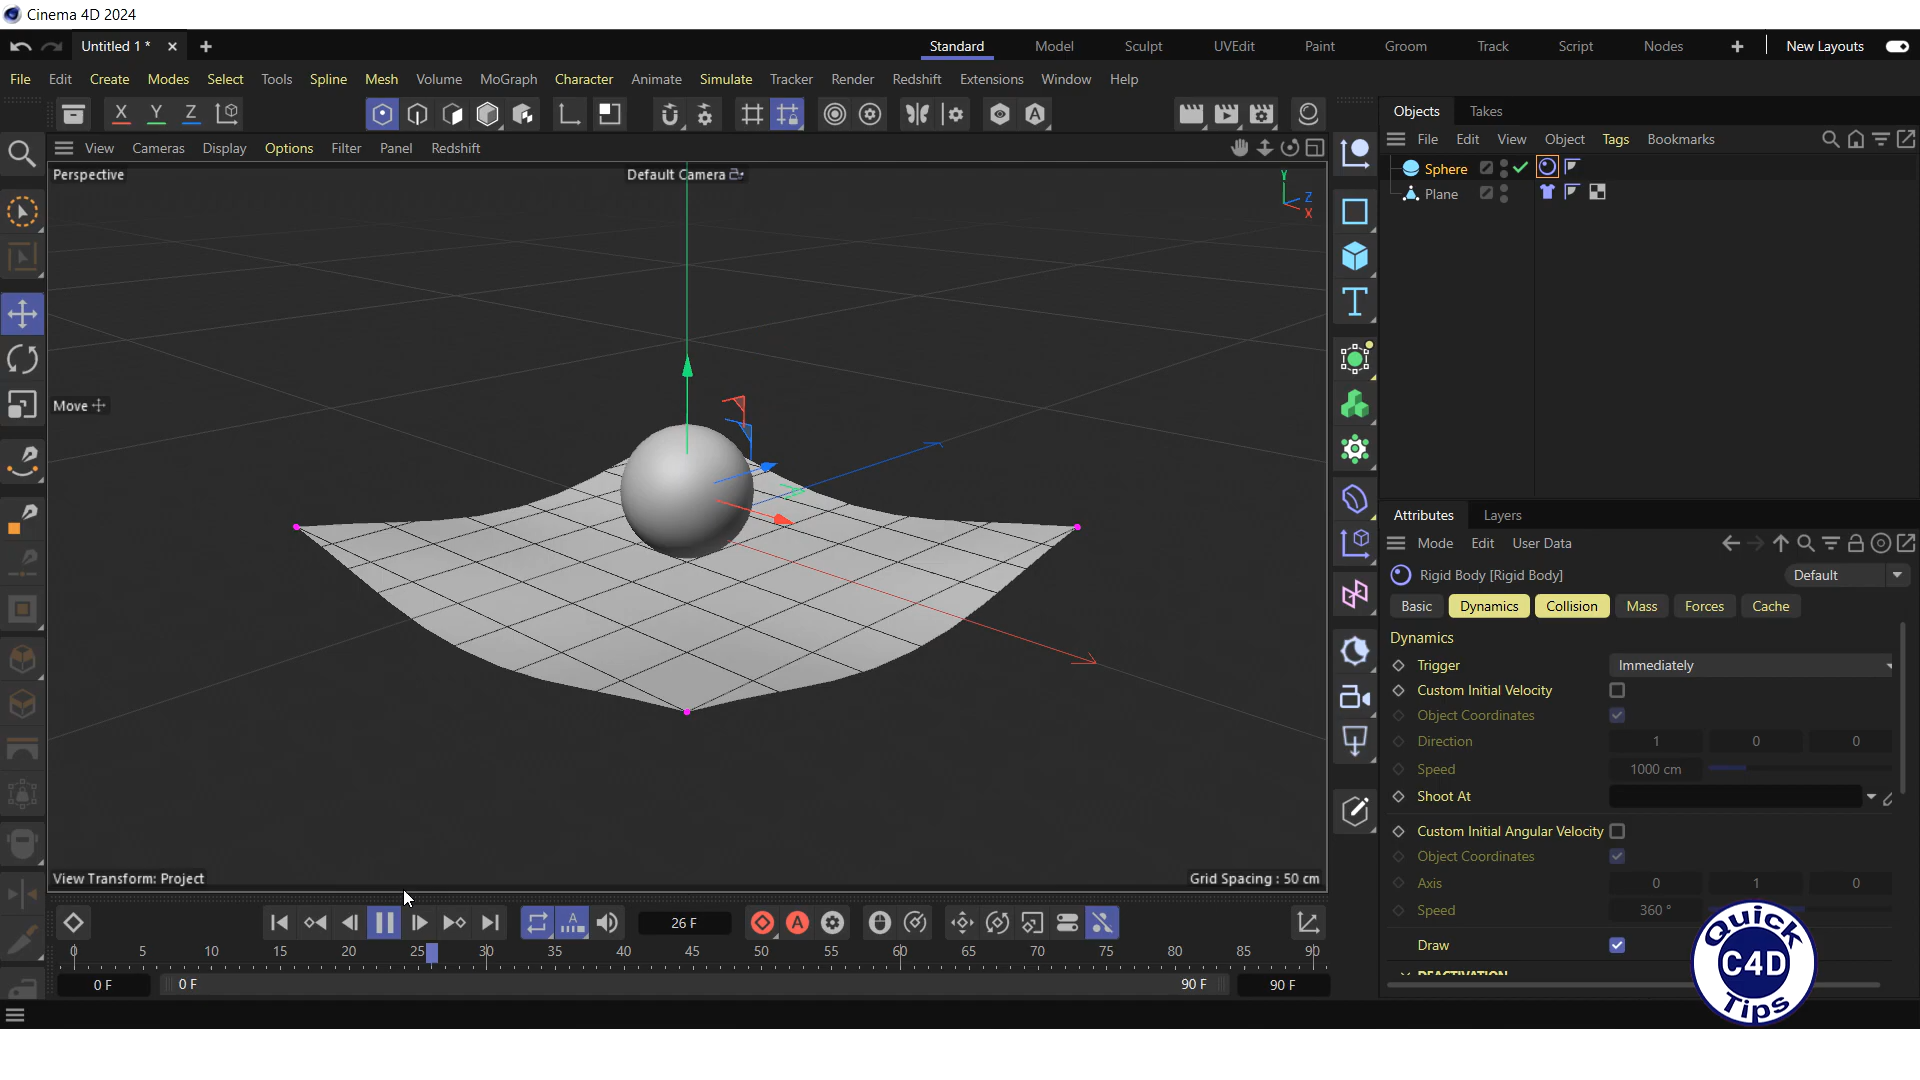 Cinema 4D 2024
Untitled 1 *
Standard Model Sculpt UVEdit Paint Groom Track Script Nodes New Layouts
File Edit Create Modes Select Tools Spline Mesh Volume MoGraph Character Animate Simulate Tracker Render Redshift Extensions Window Help
X Y Z
View Cameras Display Options Filter Panel Redshift
Perspective
Default Camera
Y
Z
X
Move
View Transform: Project
Grid Spacing : 50 cm
26 F
0 5 10 15 20 25 30 35 40 45 50 55 60 65 70 75 80 85 90
0 F
0 F
90 F
90 F
Objects Takes
File Edit View Object Tags Bookmarks
Sphere
Plane
Attributes Layers
Mode Edit User Data
Rigid Body [Rigid Body]
Default
Basic Dynamics Collision Mass Forces Cache
Dynamics
Trigger Immediately
Custom Initial Velocity
Object Coordinates
Direction 1 0 0
Speed 1000 cm
Shoot At
Custom Initial Angular Velocity
Object Coordinates
Axis 0 1 0
Speed 360 °
Draw
DEACTIVATION
Quick
C4D
Tips